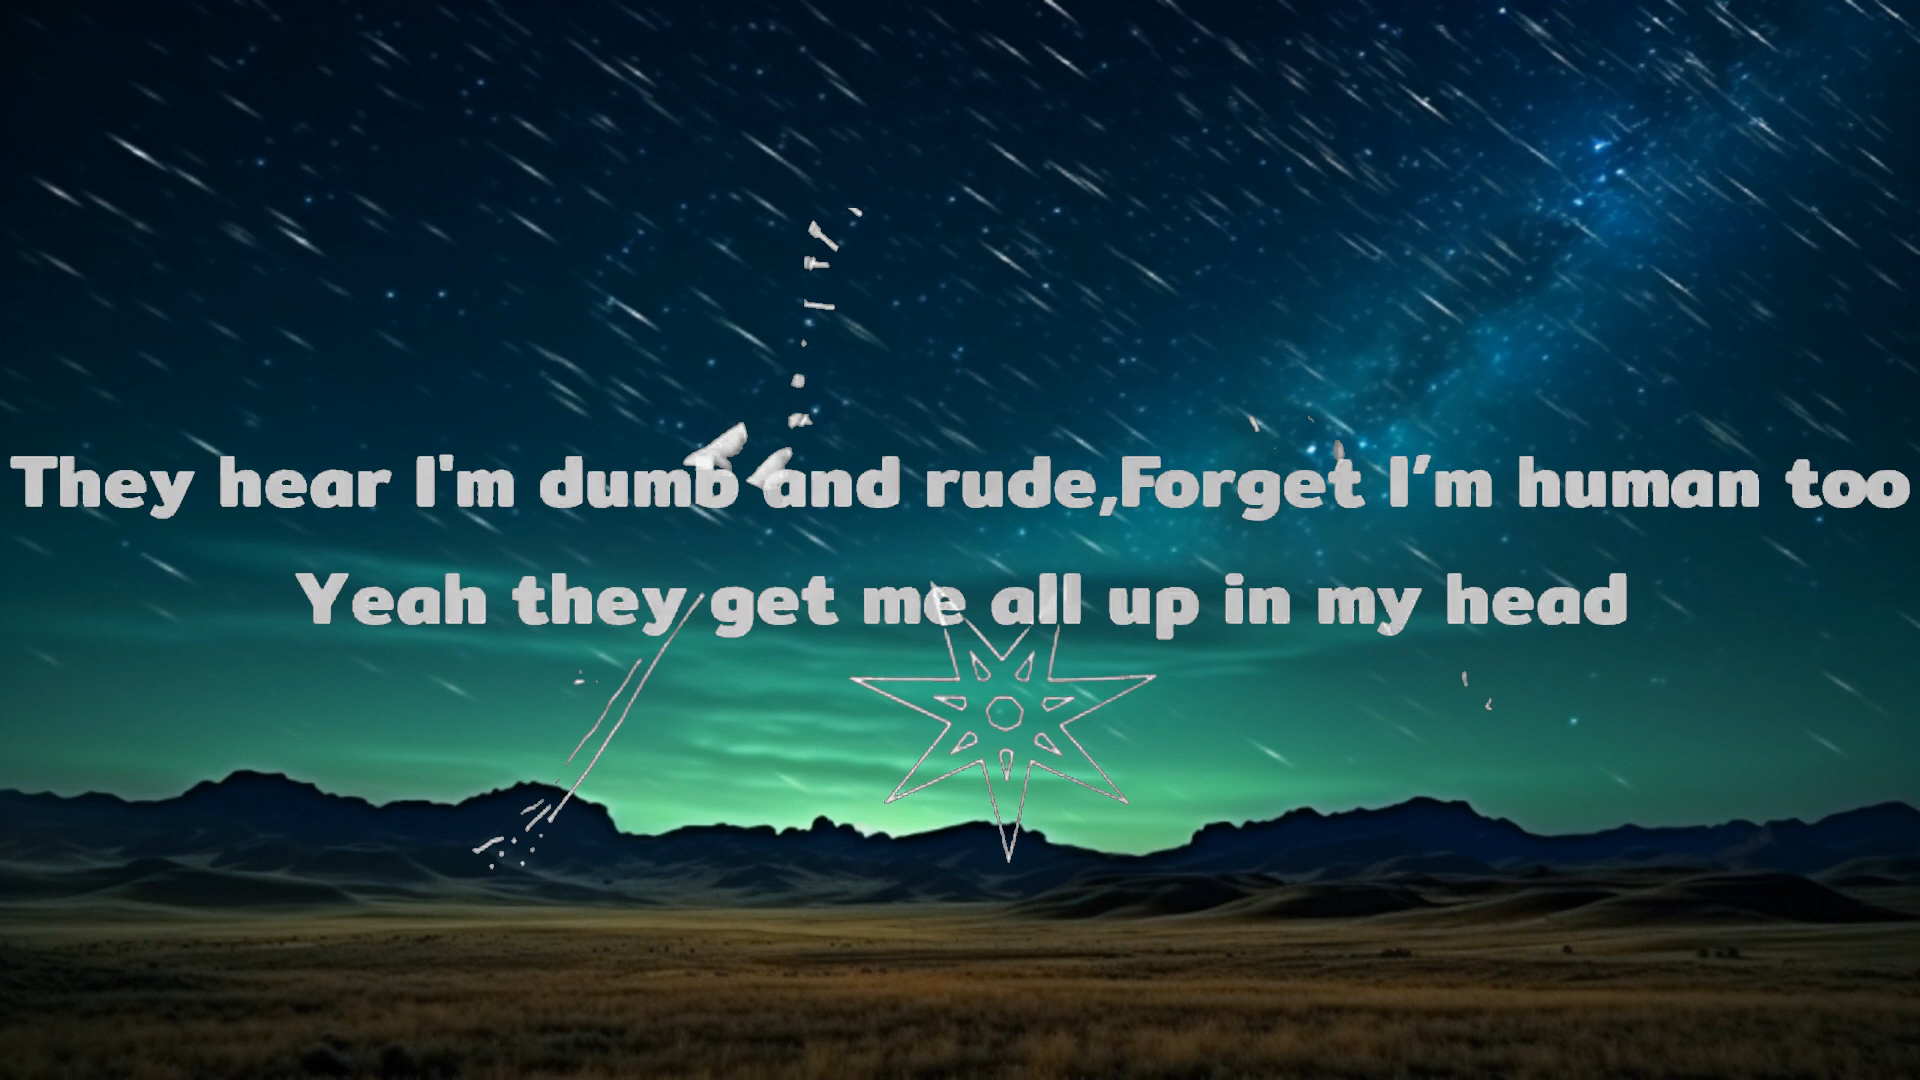 They hear I'm dumb and rude,Forget I’m human too
Yeah they get me all up in my head